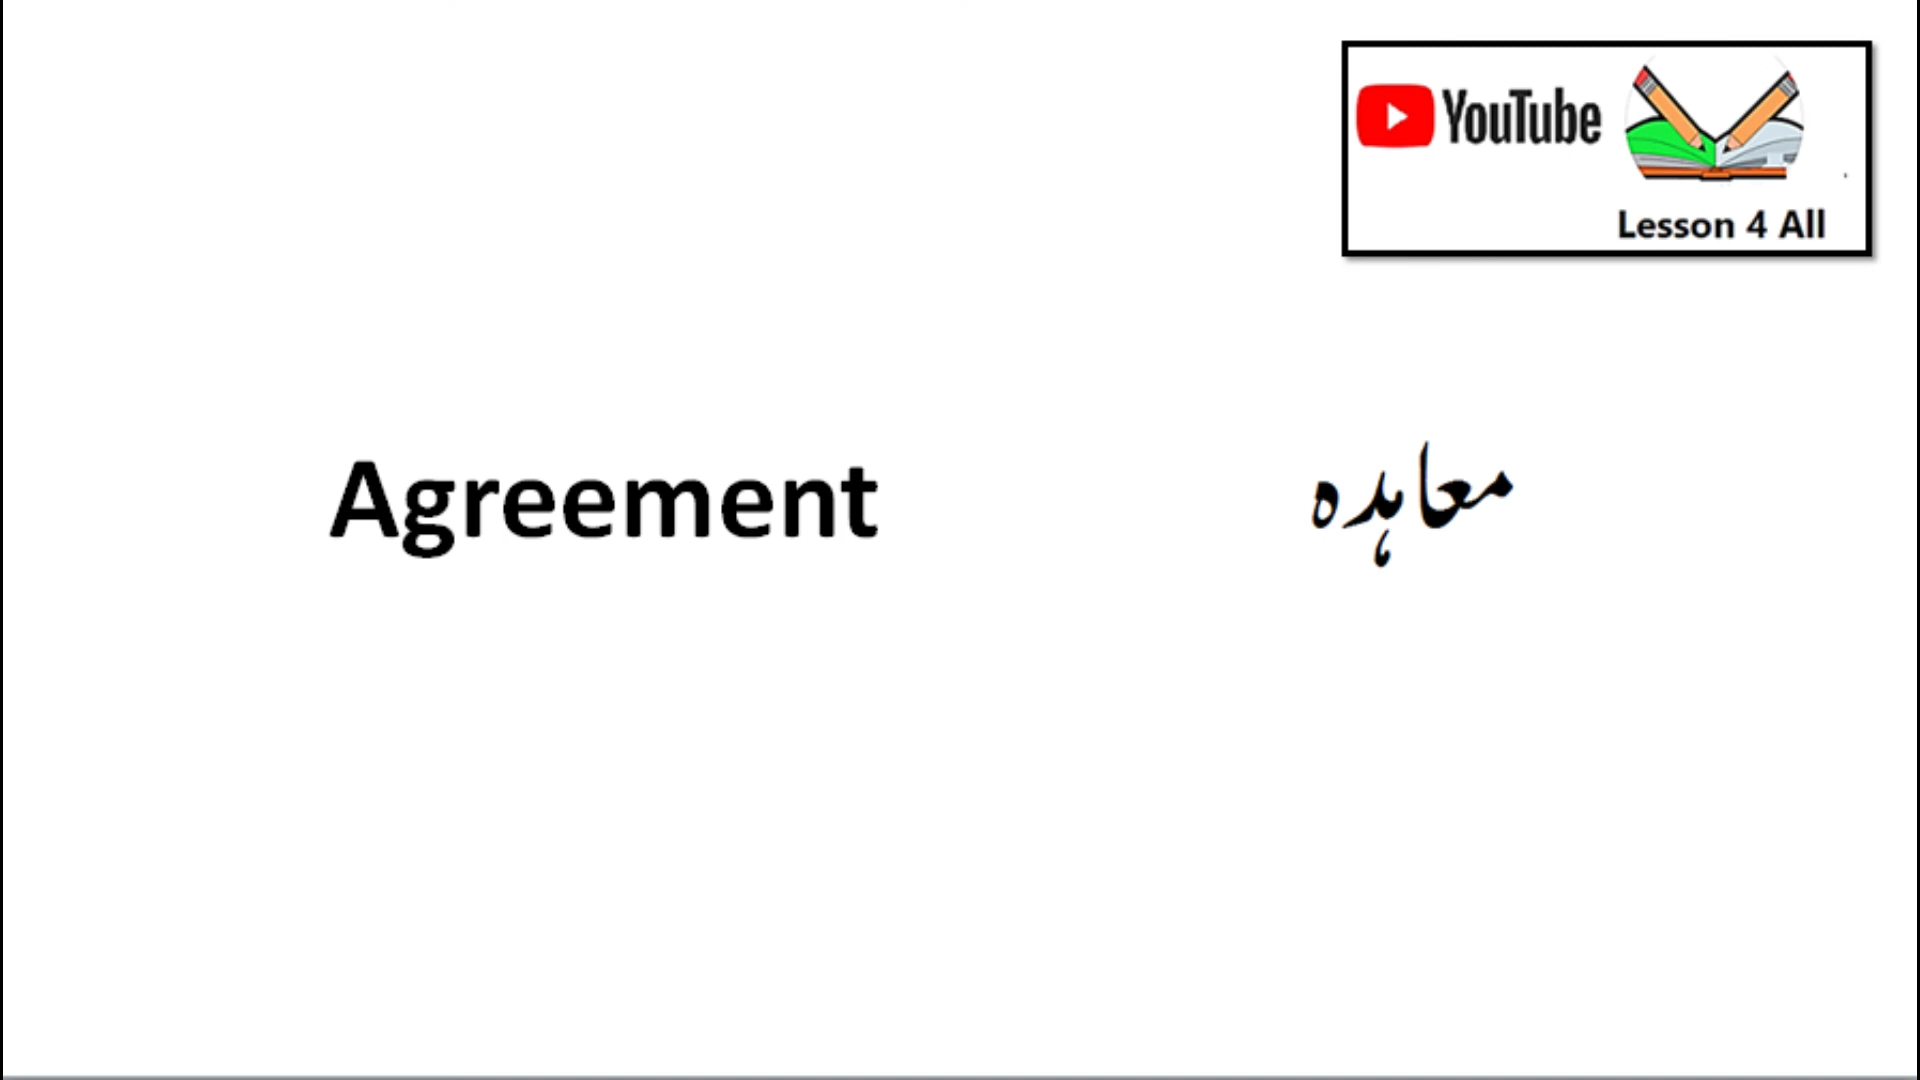 YouTube
Lesson 4 All
Agreement
معاہدہ